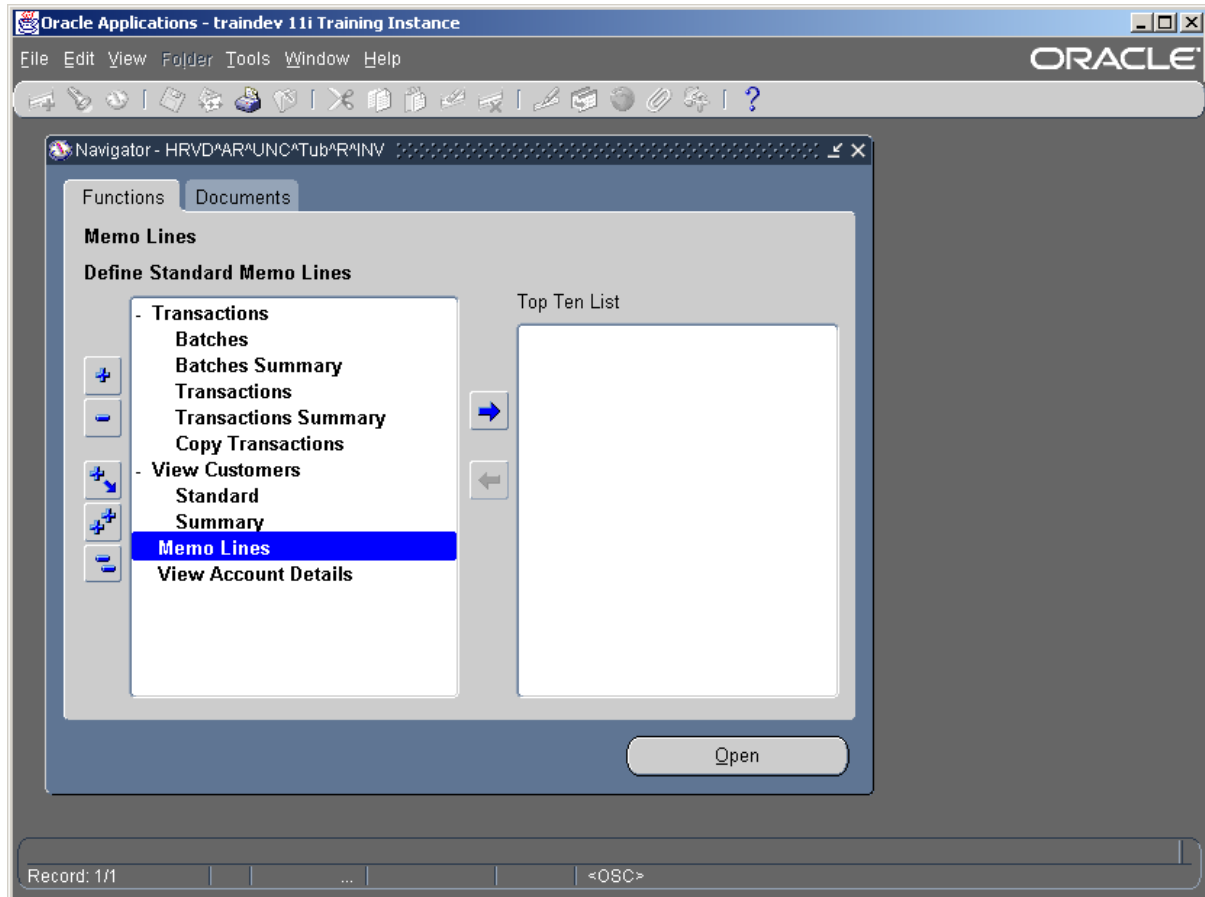 Oracle Applications - traindev 11i Training Instance
File Edit View Folder Tools Window Help
ORACLE
?
Navigator - HRVD^AR^UNC^Tub^R^INV
Functions Documents
Memo Lines
Define Standard Memo Lines
Top Ten List
- Transactions
Batches
Batches Summary
Transactions
Transactions Summary
Copy Transactions
- View Customers
Standard
Summary
Memo Lines
View Account Details
Open
Record: 1/1 ... <OSC>